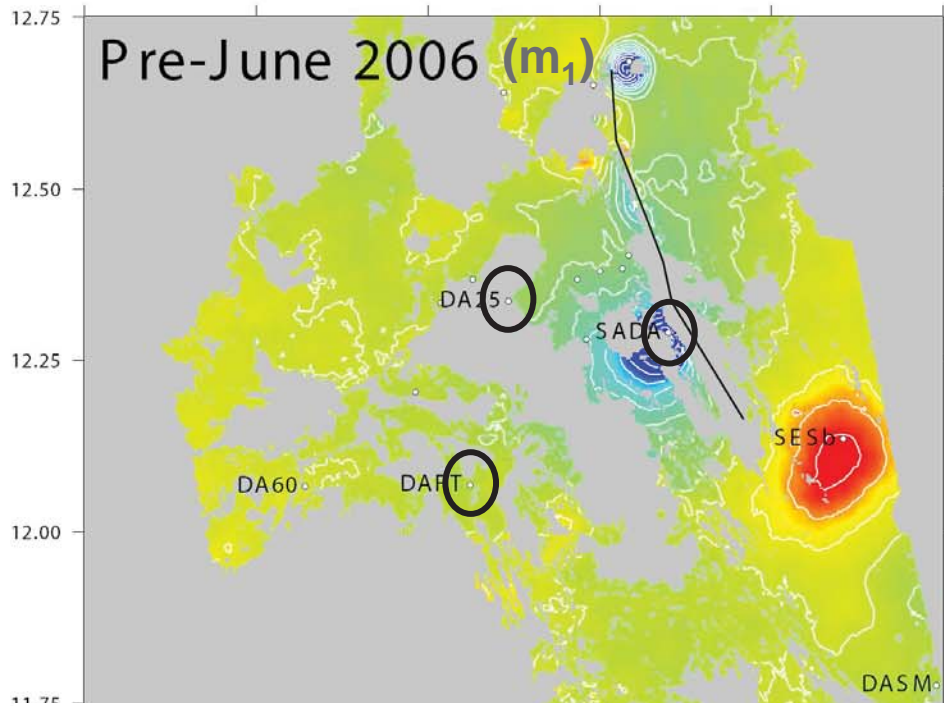 12.75
Pre-June 2006 (m1)
12.50
DA25
SADA
12.25
SESb
DA60
DAFT
12.00
DASM
11.75